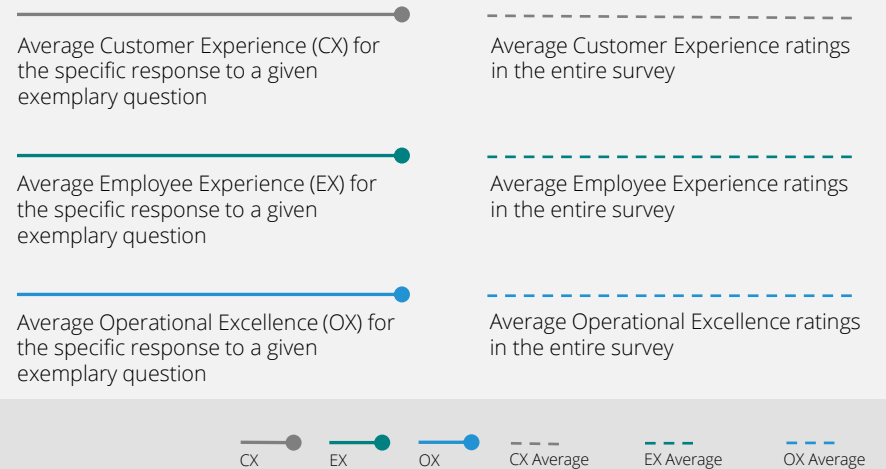 Average Customer Experience (CX) for
the specific response to a given
exemplary question
Average Customer Experience ratings
in the entire survey
Average Employee Experience (EX) for
the specific response to a given
exemplary question
Average Employee Experience ratings
in the entire survey
Average Operational Excellence (OX) for
the specific response to a given
exemplary question
Average Operational Excellence ratings
in the entire survey
CX EX OX CX Average EX Average OX Average